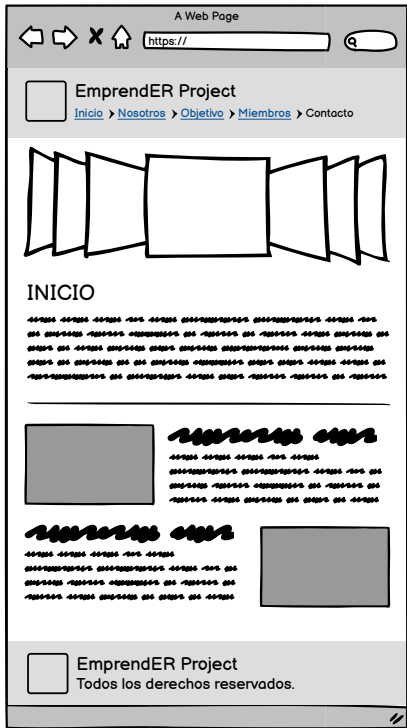 A Web Page
https://
EmprendER Project
Inicio > Nosotros > Objetivo > Miembros > Contacto
INICIO
EmprendER Project
Todos los derechos reservados.